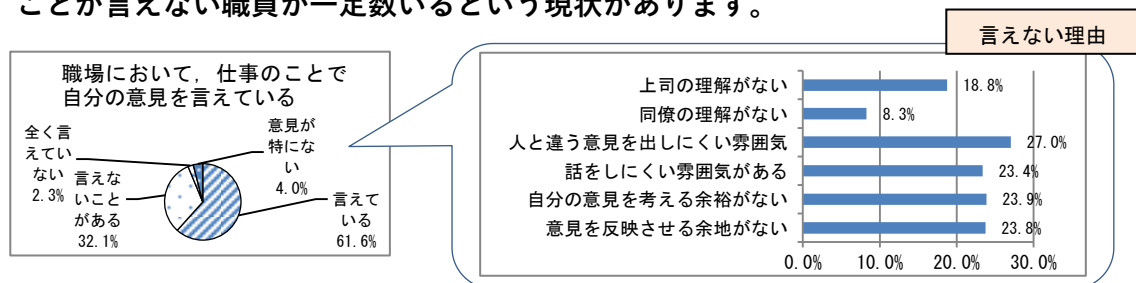 ことが言えない職員が一定数いるという現状があります。
言えない理由
職場において，仕事のことで
自分の意見を言えている
全く言
えてい
ない
2.3%
言えな
いこと
がある
32.1%
意見が
特にな
い
4.0%
言えて
いる
61.6%
上司の理解がない
18.8%
同僚の理解がない
8.3%
人と違う意見を出しにくい雰囲気
27.0%
話をしにくい雰囲気がある
23.4%
自分の意見を考える余裕がない
23.9%
意見を反映させる余地がない
23.8%
0.0%
10.0%
20.0%
30.0%